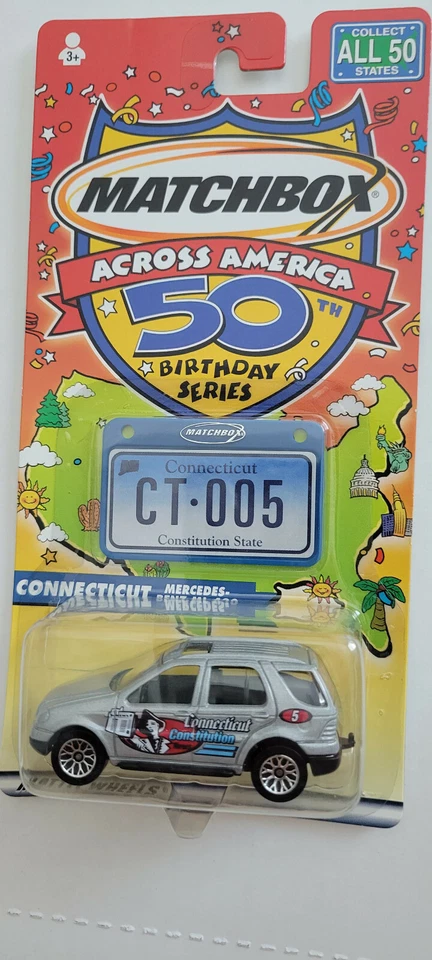 3+
COLLECT
ALL 50
STATES
MATCHBOX®
ACROSS AMERICA
50TH
BIRTHDAY
SERIES
MATCHBOX
Connecticut
CT•005
Constitution State
CONNECTICUT MERCEDES-
Connecticut
Constitution
5
WHEELS